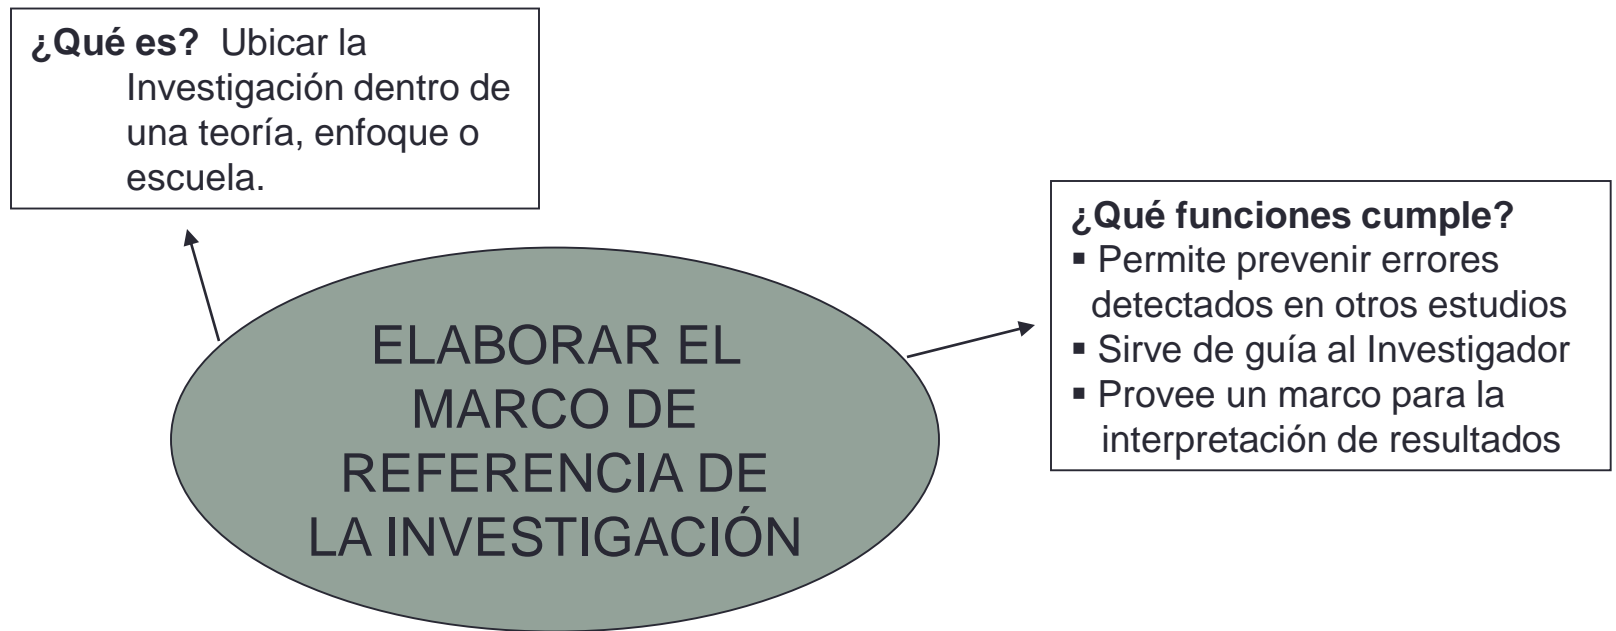 ¿Qué es? Ubicar la
Investigación dentro de
una teoría, enfoque o
escuela.
¿Qué funciones cumple?
▪ Permite prevenir errores
detectados en otros estudios
▪ Sirve de guía al Investigador
▪ Provee un marco para la
interpretación de resultados
ELABORAR EL
MARCO DE
REFERENCIA DE
LA INVESTIGACIÓN